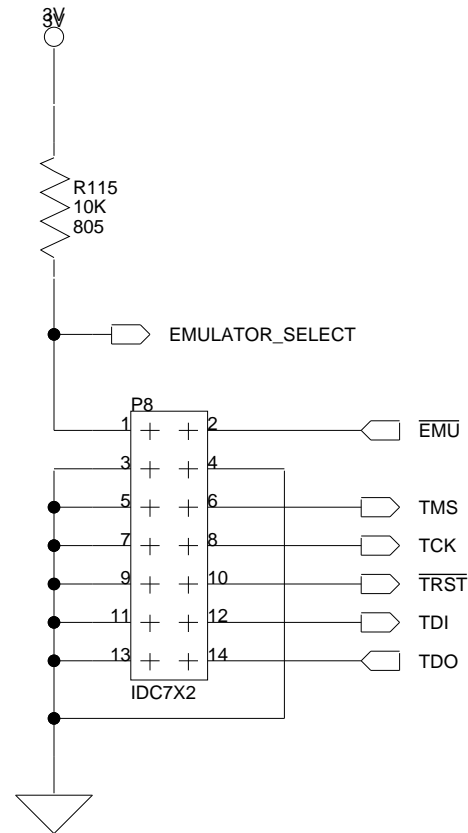 3V
3V
R115
10K
805
EMULATOR_SELECT
P8
1 2 EMU
3 4
5 6 TMS
7 8 TCK
9 10 TRST
11 12 TDI
13 14 TDO
IDC7X2